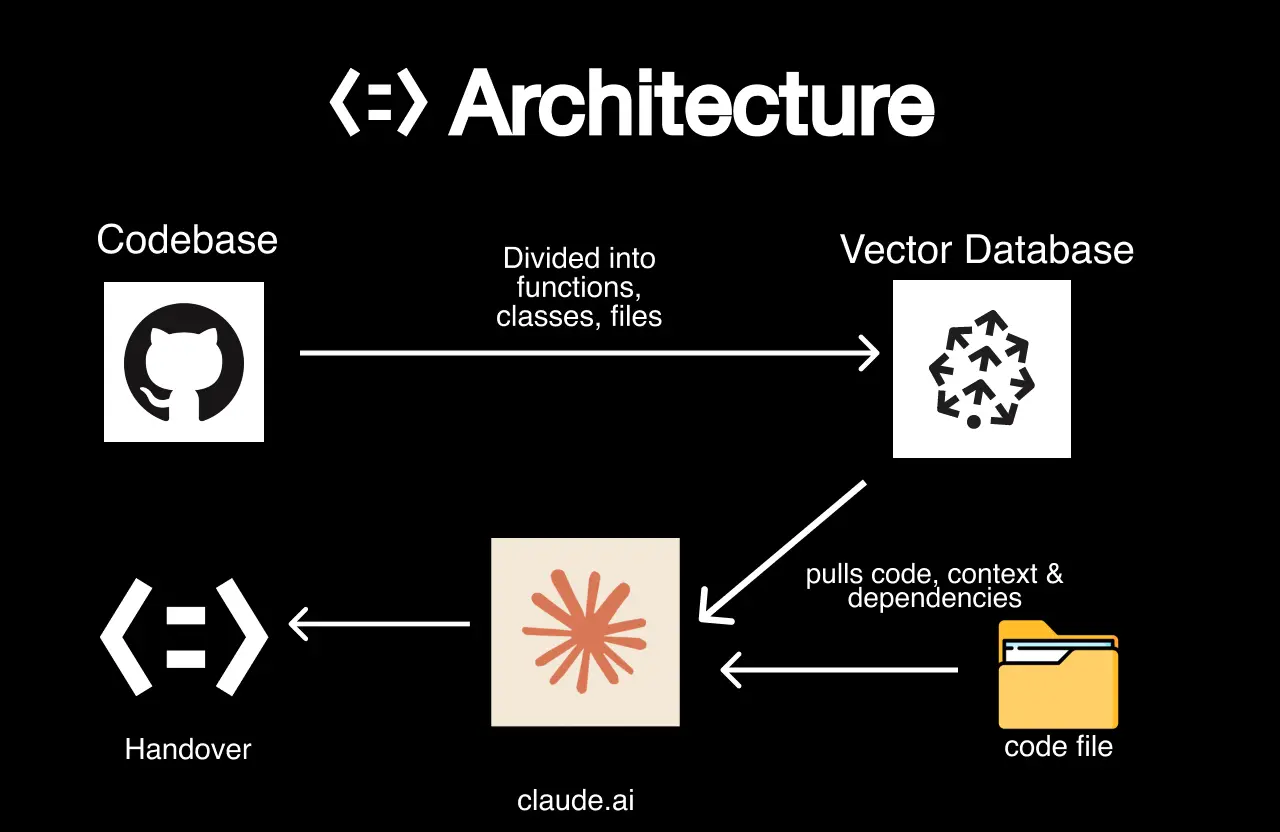 Architecture
Codebase
Divided into
functions,
classes, files
Vector Database
pulls code, context &
dependencies
Handover
claude.ai
code file